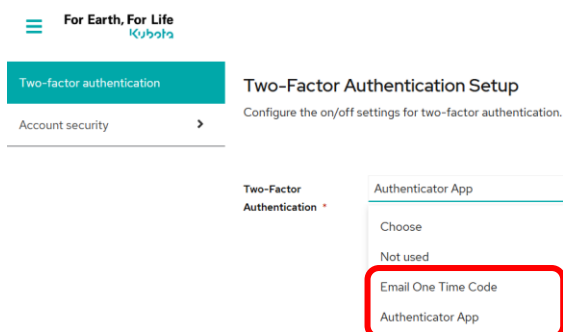 For Earth, For Life
Kubota
Two-factor authentication
Account security
Two-Factor Authentication Setup
Configure the on/off settings for two-factor authentication.
Two-Factor
Authentication *
Authenticator App
Choose
Not used
Email One Time Code
Authenticator App